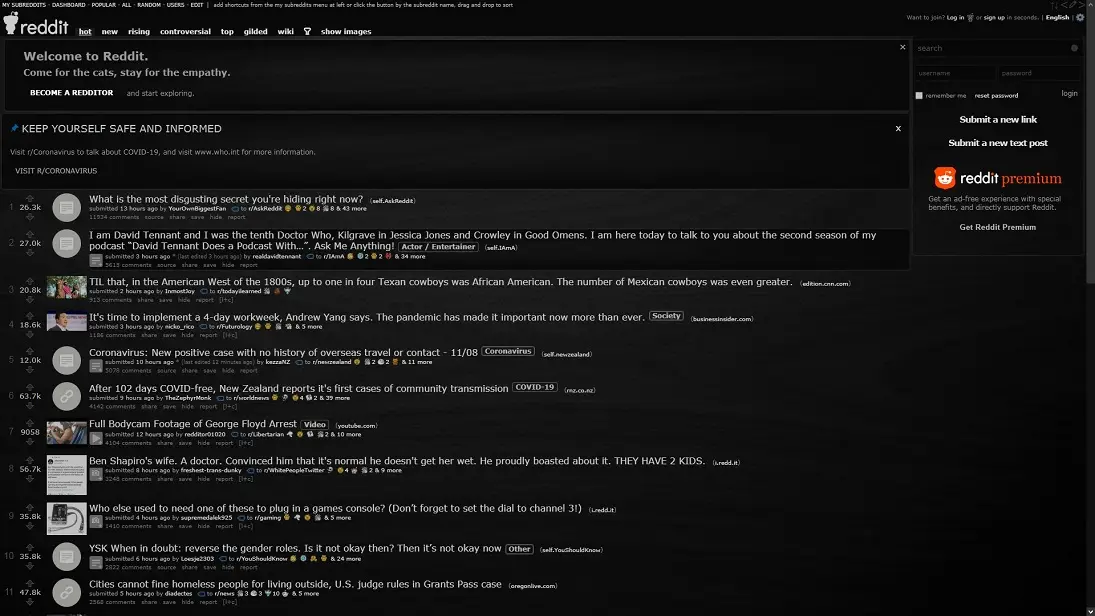 MY SUBREDDITS - DASHBOARD - POPULAR - ALL - RANDOM - USERS - EDIT | add shortcuts from the my subreddits menu at left or click the button by the subreddit name, drag and drop to sort
Want to join? Log in or sign up in seconds. | English |
reddit hot new rising controversial top gilded wiki show images
Welcome to Reddit.
Come for the cats, stay for the empathy.
BECOME A REDDITOR and start exploring.
KEEP YOURSELF SAFE AND INFORMED
Visit r/Coronavirus to talk about COVID-19, and visit www.who.int for more information.
VISIT R/CORONAVIRUS
1 26.3k What is the most disgusting secret you're hiding right now? (self.AskReddit)
submitted 13 hours ago by YourOwnBiggestFan to r/AskReddit 2 8 8 & 43 more
11934 comments source share save hide report
2 27.0k I am David Tennant and I was the tenth Doctor Who, Kilgrave in Jessica Jones and Crowley in Good Omens. I am here today to talk to you about the second season of my
podcast “David Tennant Does a Podcast With…”. Ask Me Anything! Actor / Entertainer (self.IAmA)
submitted 3 hours ago * (last edited 3 hours ago) by realdavidtennant to r/IAmA 2 2 & 34 more
5615 comments source share save hide report
3 20.8k TIL that, in the American West of the 1800s, up to one in four Texan cowboys was African American. The number of Mexican cowboys was even greater. (edition.cnn.com)
submitted 2 hours ago by InmostJoy to r/todayilearned
913 comments share save hide report [l+c]
4 18.6k It's time to implement a 4-day workweek, Andrew Yang says. The pandemic has made it important now more than ever. Society (businessinsider.com)
submitted 3 hours ago by nicko_rico to r/Futurology & 5 more
1186 comments share save hide report [l+c]
5 12.0k Coronavirus: New positive case with no history of overseas travel or contact - 11/08 Coronavirus (self.newzealand)
submitted 10 hours ago * (last edited 12 minutes ago) by kezzaNZ to r/newzealand 2 2 & 11 more
5078 comments source share save hide report
6 63.7k After 102 days COVID-free, New Zealand reports it's first cases of community transmission COVID-19 (rnz.co.nz)
submitted 9 hours ago by TheZephyrMonk to r/worldnews 4 2 & 39 more
4142 comments share save hide report [l+c]
7 9058 Full Bodycam Footage of George Floyd Arrest Video (youtube.com)
submitted 12 hours ago by redditor01020 to r/Libertarian 2 & 10 more
4104 comments share save hide report [l+c]
8 56.7k Ben Shapiro's wife. A doctor. Convinced him that it's normal he doesn't get her wet. He proudly boasted about it. THEY HAVE 2 KIDS. (i.redd.it)
submitted 8 hours ago by freshest-trans-dunky to r/WhitePeopleTwitter 4 2 & 9 more
3248 comments share save hide report [l+c]
9 35.8k Who else used to need one of these to plug in a games console? (Don’t forget to set the dial to channel 3!) (i.redd.it)
submitted 4 hours ago by supremedalek925 to r/gaming & 5 more
1410 comments share save hide report [l+c]
10 35.8k YSK When in doubt: reverse the gender roles. Is it not okay then? Then it’s not okay now Other (self.YouShouldKnow)
submitted 6 hours ago by Loesje2303 to r/YouShouldKnow & 24 more
2822 comments source share save hide report
11 47.8k Cities cannot fine homeless people for living outside, U.S. judge rules in Grants Pass case (oregonlive.com)
submitted 5 hours ago by diadectes to r/news 3 3 10 & 5 more
2568 comments share save hide report [l+c]
search
username password
remember me reset password login
Submit a new link
Submit a new text post
reddit premium
Get an ad-free experience with special
benefits, and directly support Reddit.
Get Reddit Premium